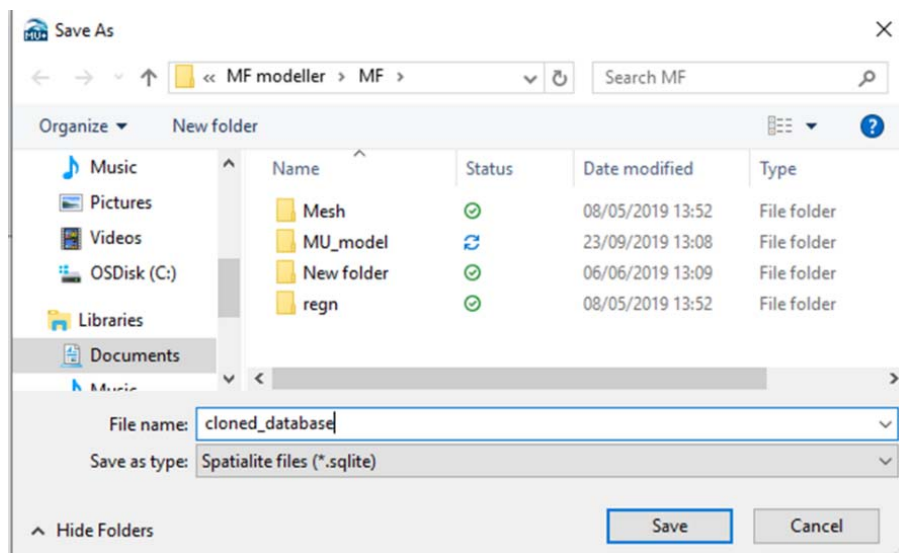 MU+ Save As
« MF modeller > MF > Search MF
Organize New folder
Music
Pictures
Videos
OSDisk (C:)
Libraries
Documents
Music
Name Status Date modified Type
Mesh 08/05/2019 13:52 File folder
MU_model 23/09/2019 13:08 File folder
New folder 06/06/2019 13:09 File folder
regn 08/05/2019 13:52 File folder
File name: cloned_database
Save as type: Spatialite files (*.sqlite)
Hide Folders Save Cancel